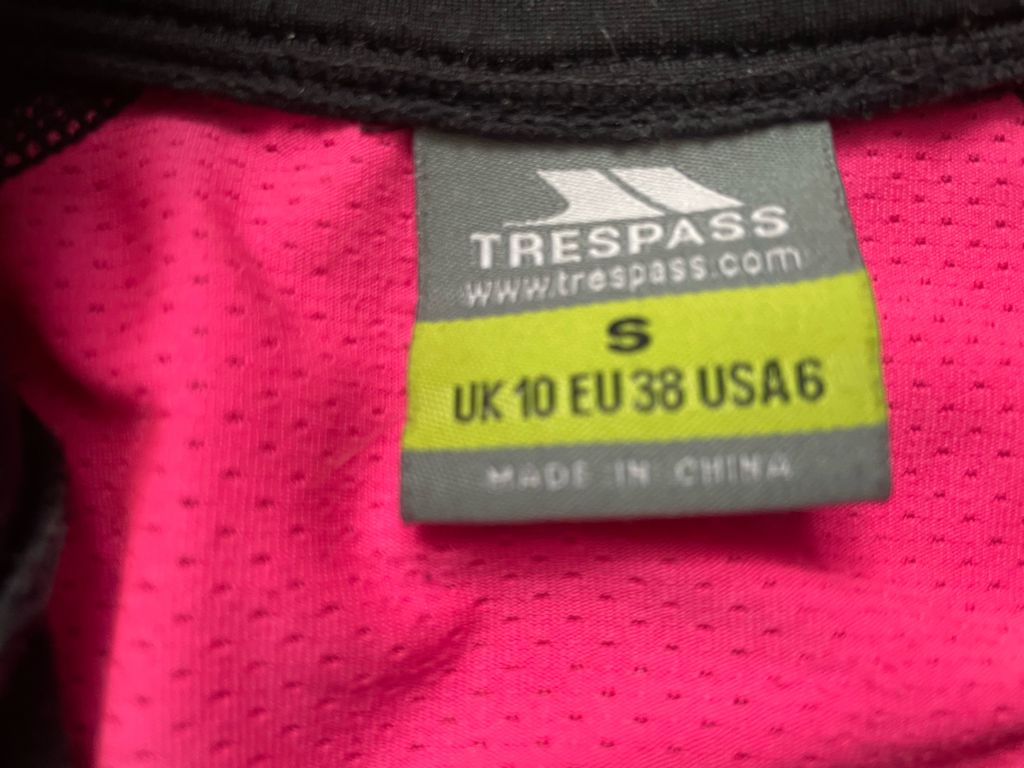 TRESPASS
www.trespass.com
S
UK 10 EU 38 USA 6
MADE IN CHINA